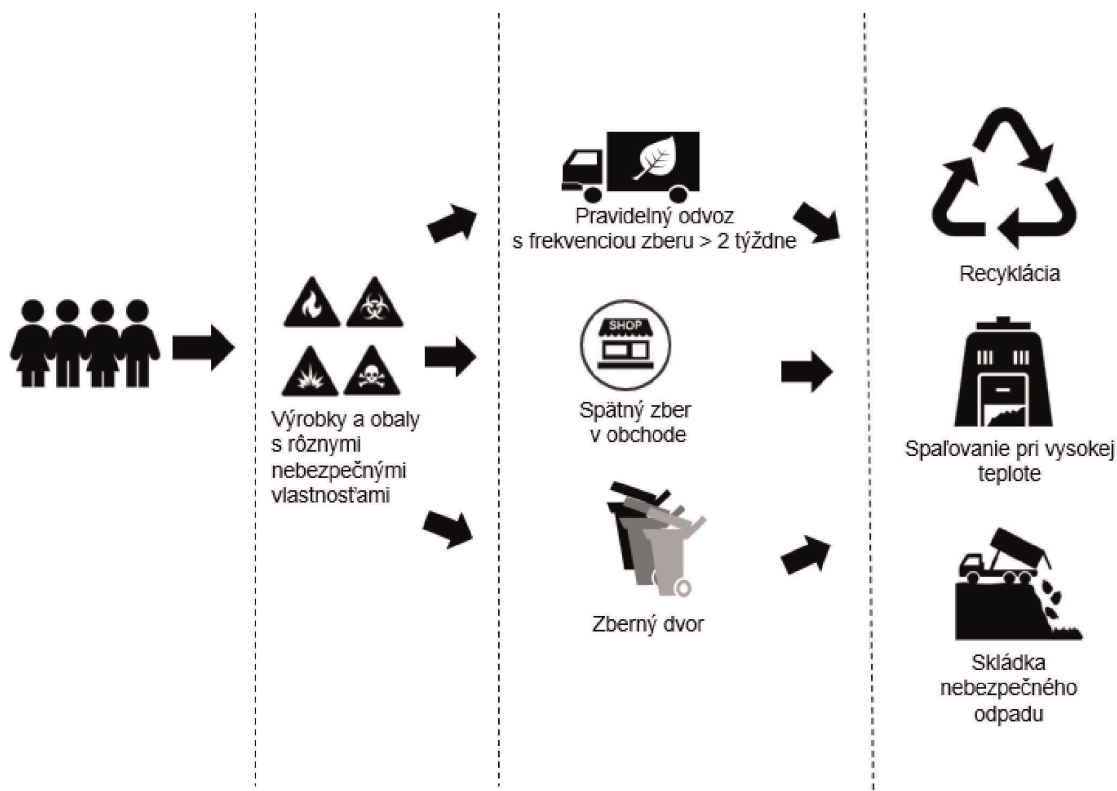 Výrobky a obaly
s rôznymi
nebezpečnými
vlastnosťami
Pravidelný odvoz
s frekvenciou zberu > 2 týždne
SHOP
Spätný zber
v obchode
Zberný dvor
Recyklácia
Spaľovanie pri vysokej
teplote
Skládka
nebezpečného
odpadu